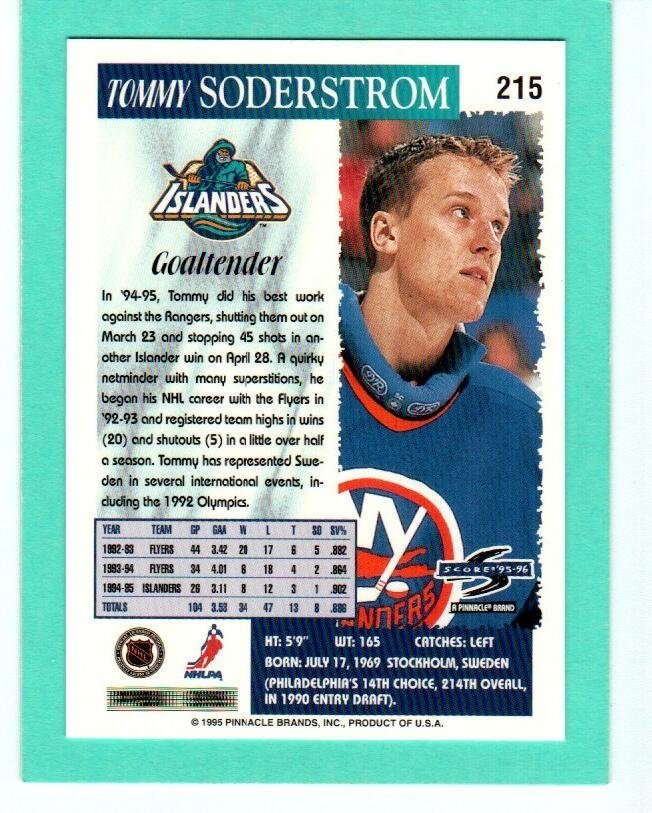 TOMMY SODERSTROM
215
ISLANDERS
TM
Goaltender
In '94-95, Tommy did his best work
against the Rangers, shutting them out on
March 23 and stopping 45 shots in an-
other Islander win on April 28. A quirky
netminder with many superstitions, he
began his NHL career with the Flyers in
'92-93 and registered team highs in wins
(20) and shutouts (5) in a little over half
a season. Tommy has represented Swe-
den in several international events, in-
cluding the 1992 Olympics.
YEAR TEAM GP GAA W L T SO SV%
1992-93 FLYERS 44 3.42 20 17 6 5 .892
1993-94 FLYERS 34 4.01 6 18 4 2 .864
1994-95 ISLANDERS 26 3.11 8 12 3 1 .902
TOTALS 104 3.53 34 47 13 8 .886
NY
NDERS
SCORE®'95-96
A PINNACLE® BRAND
NHL
NHLPA
HT: 5'9" WT: 165 CATCHES: LEFT
BORN: JULY 17, 1969 STOCKHOLM, SWEDEN
(PHILADELPHIA'S 14TH CHOICE, 214TH OVEALL,
IN 1990 ENTRY DRAFT).
© 1995 PINNACLE BRANDS, INC., PRODUCT OF U.S.A.